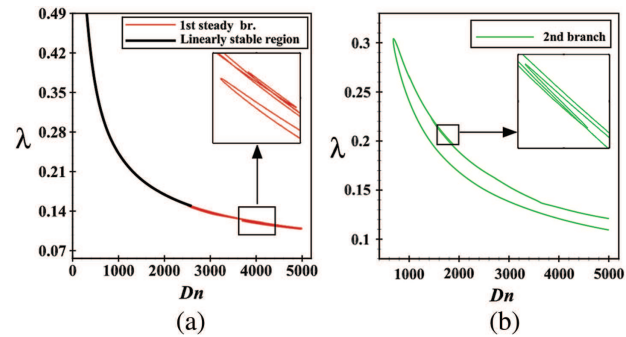 0.49
0.42
0.35
0.28
0.21
0.14
0.07
λ
0 1000 2000 3000 4000 5000
Dn
1st steady br.
Linearly stable region
(a)
0.3
0.25
0.2
0.15
0.1
λ
1000 2000 3000 4000 5000
Dn
2nd branch
(b)